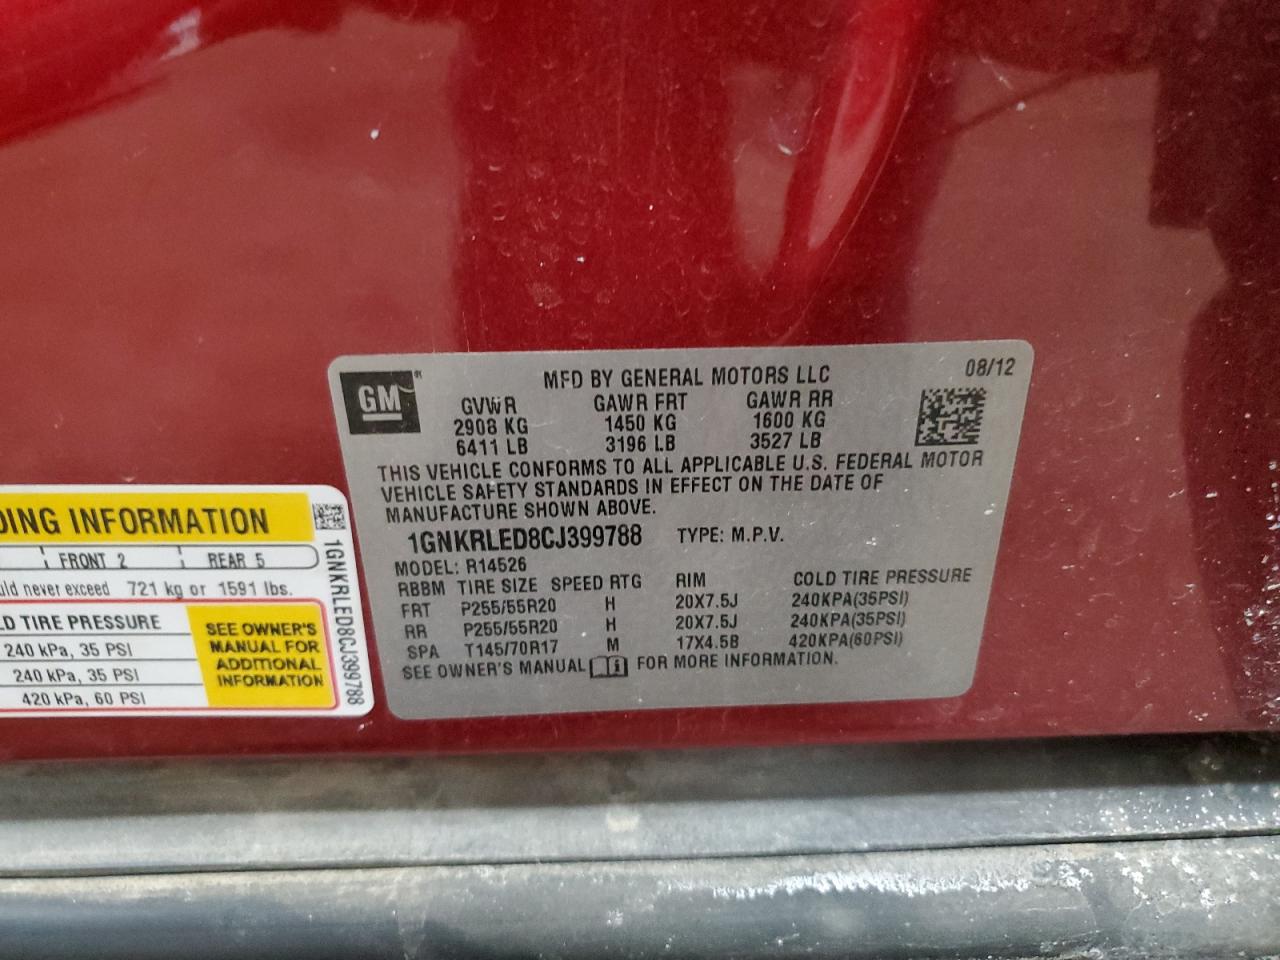 GM
MFD BY GENERAL MOTORS LLC
08/12
GVWR GAWR FRT GAWR RR
2908 KG 1450 KG 1600 KG
6411 LB 3196 LB 3527 LB
THIS VEHICLE CONFORMS TO ALL APPLICABLE U.S. FEDERAL MOTOR
VEHICLE SAFETY STANDARDS IN EFFECT ON THE DATE OF
MANUFACTURE SHOWN ABOVE.
1GNKRLED8CJ399788 TYPE: M.P.V.
MODEL: R14526
RBBM TIRE SIZE SPEED RTG RIM COLD TIRE PRESSURE
FRT P255/55R20 H 20X7.5J 240KPA(35PSI)
RR P255/55R20 H 20X7.5J 240KPA(35PSI)
SPA T145/70R17 M 17X4.5B 420KPA(60PSI)
SEE OWNER'S MANUAL FOR MORE INFORMATION.
DING INFORMATION
FRONT 2 REAR 5
uld never exceed 721 kg or 1591 lbs.
LD TIRE PRESSURE
240 kPa, 35 PSI
240 kPa, 35 PSI
420 kPa, 60 PSI
SEE OWNER'S
MANUAL FOR
ADDITIONAL
INFORMATION
1GNKRLED8CJ399788